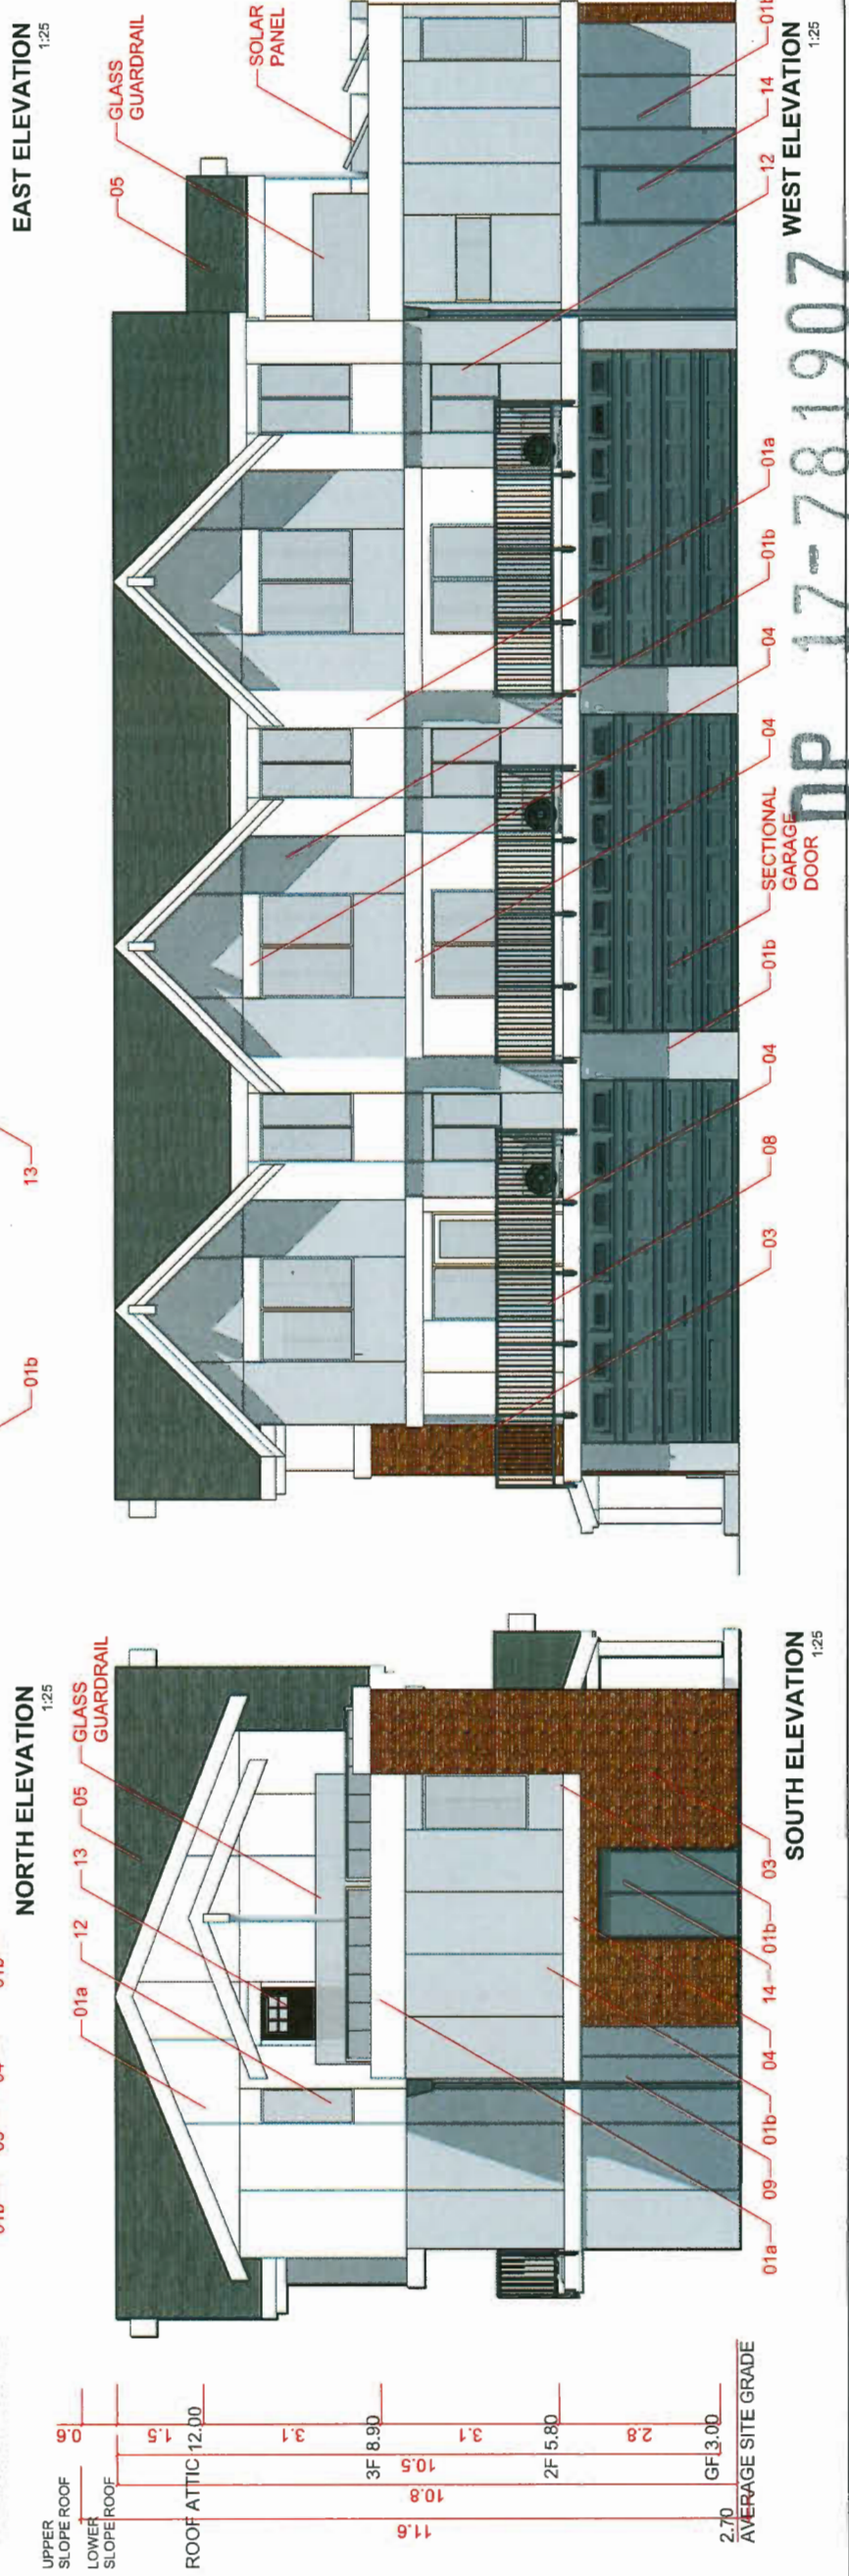 EAST ELEVATION
1:25
13
01b
NORTH ELEVATION
1:25
05
GLASS
GUARDRAIL
SOLAR
PANEL
01a
12
13
05
GLASS
GUARDRAIL
UPPER
SLOPE ROOF
LOWER
SLOPE ROOF
ROOF ATTIC 12.00
3F 8.90
2F 5.80
GF 3.00
2.70
AVERAGE SITE GRADE
0.6
1.5
3.1
3.1
2.8
10.5
10.8
11.6
01a
09
01b
04
14
01b
03
SOUTH ELEVATION
1:25
03
08
04
01b
SECTIONAL
GARAGE
DOOR
04
04
01b
01a
12
14
01b
WEST ELEVATION
1:25
DP 17-781907